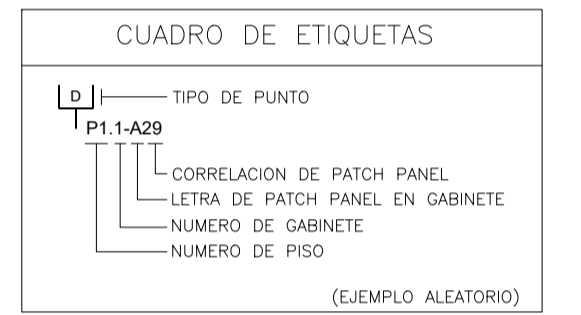 CUADRO DE ETIQUETAS
D TIPO DE PUNTO
P1.1-A29
CORRELACION DE PATCH PANEL
LETRA DE PATCH PANEL EN GABINETE
NUMERO DE GABINETE
NUMERO DE PISO
(EJEMPLO ALEATORIO)